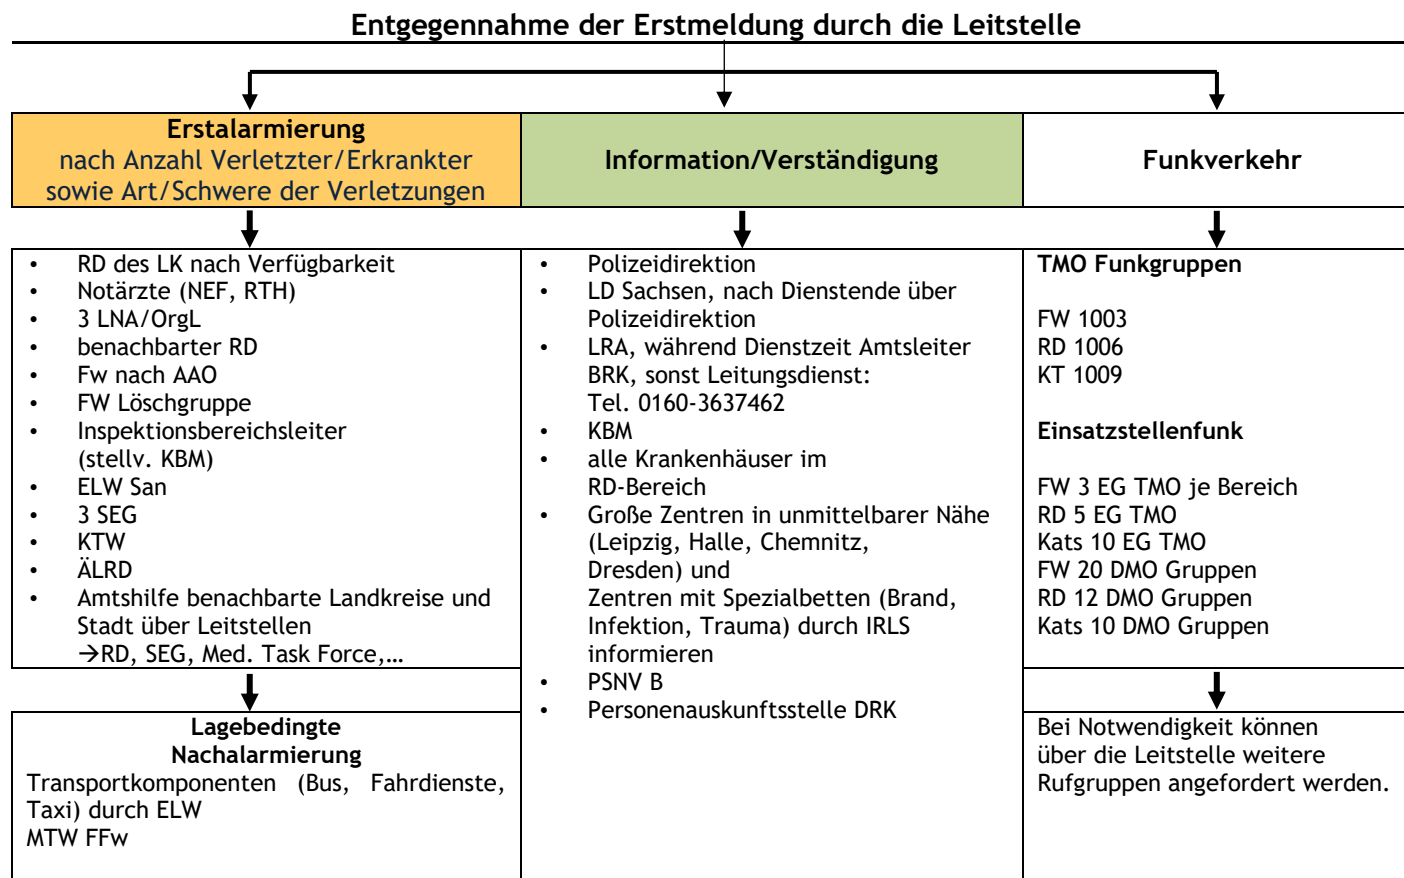 Entgegennahme der Erstmeldung durch die Leitstelle
Erstalarmierung
nach Anzahl Verletzter/Erkrankter
sowie Art/Schwere der Verletzungen
• RD des LK nach Verfügbarkeit
• Notärzte (NEF, RTH)
• 3 LNA/OrgL
• benachbarter RD
• Fw nach AAO
• FW Löschgruppe
• Inspektionsbereichsleiter
(stellv. KBM)
• ELW San
• 3 SEG
• KTW
• ÄLRD
• Amtshilfe benachbarte Landkreise und
Stadt über Leitstellen
→RD, SEG, Med. Task Force,…
Lagebedingte
Nachalarmierung
Transportkomponenten (Bus, Fahrdienste,
Taxi) durch ELW
MTW FFw
Information/Verständigung
• Polizeidirektion
• LD Sachsen, nach Dienstende über
Polizeidirektion
• LRA, während Dienstzeit Amtsleiter
BRK, sonst Leitungsdienst:
Tel. 0160-3637462
• KBM
• alle Krankenhäuser im
RD-Bereich
• Große Zentren in unmittelbarer Nähe
(Leipzig, Halle, Chemnitz,
Dresden) und
Zentren mit Spezialbetten (Brand,
Infektion, Trauma) durch IRLS
informieren
• PSNV B
• Personenauskunftsstelle DRK
Funkverkehr
TMO Funkgruppen
FW 1003
RD 1006
KT 1009
Einsatzstellenfunk
FW 3 EG TMO je Bereich
RD 5 EG TMO
Kats 10 EG TMO
FW 20 DMO Gruppen
RD 12 DMO Gruppen
Kats 10 DMO Gruppen
Bei Notwendigkeit können
über die Leitstelle weitere
Rufgruppen angefordert werden.